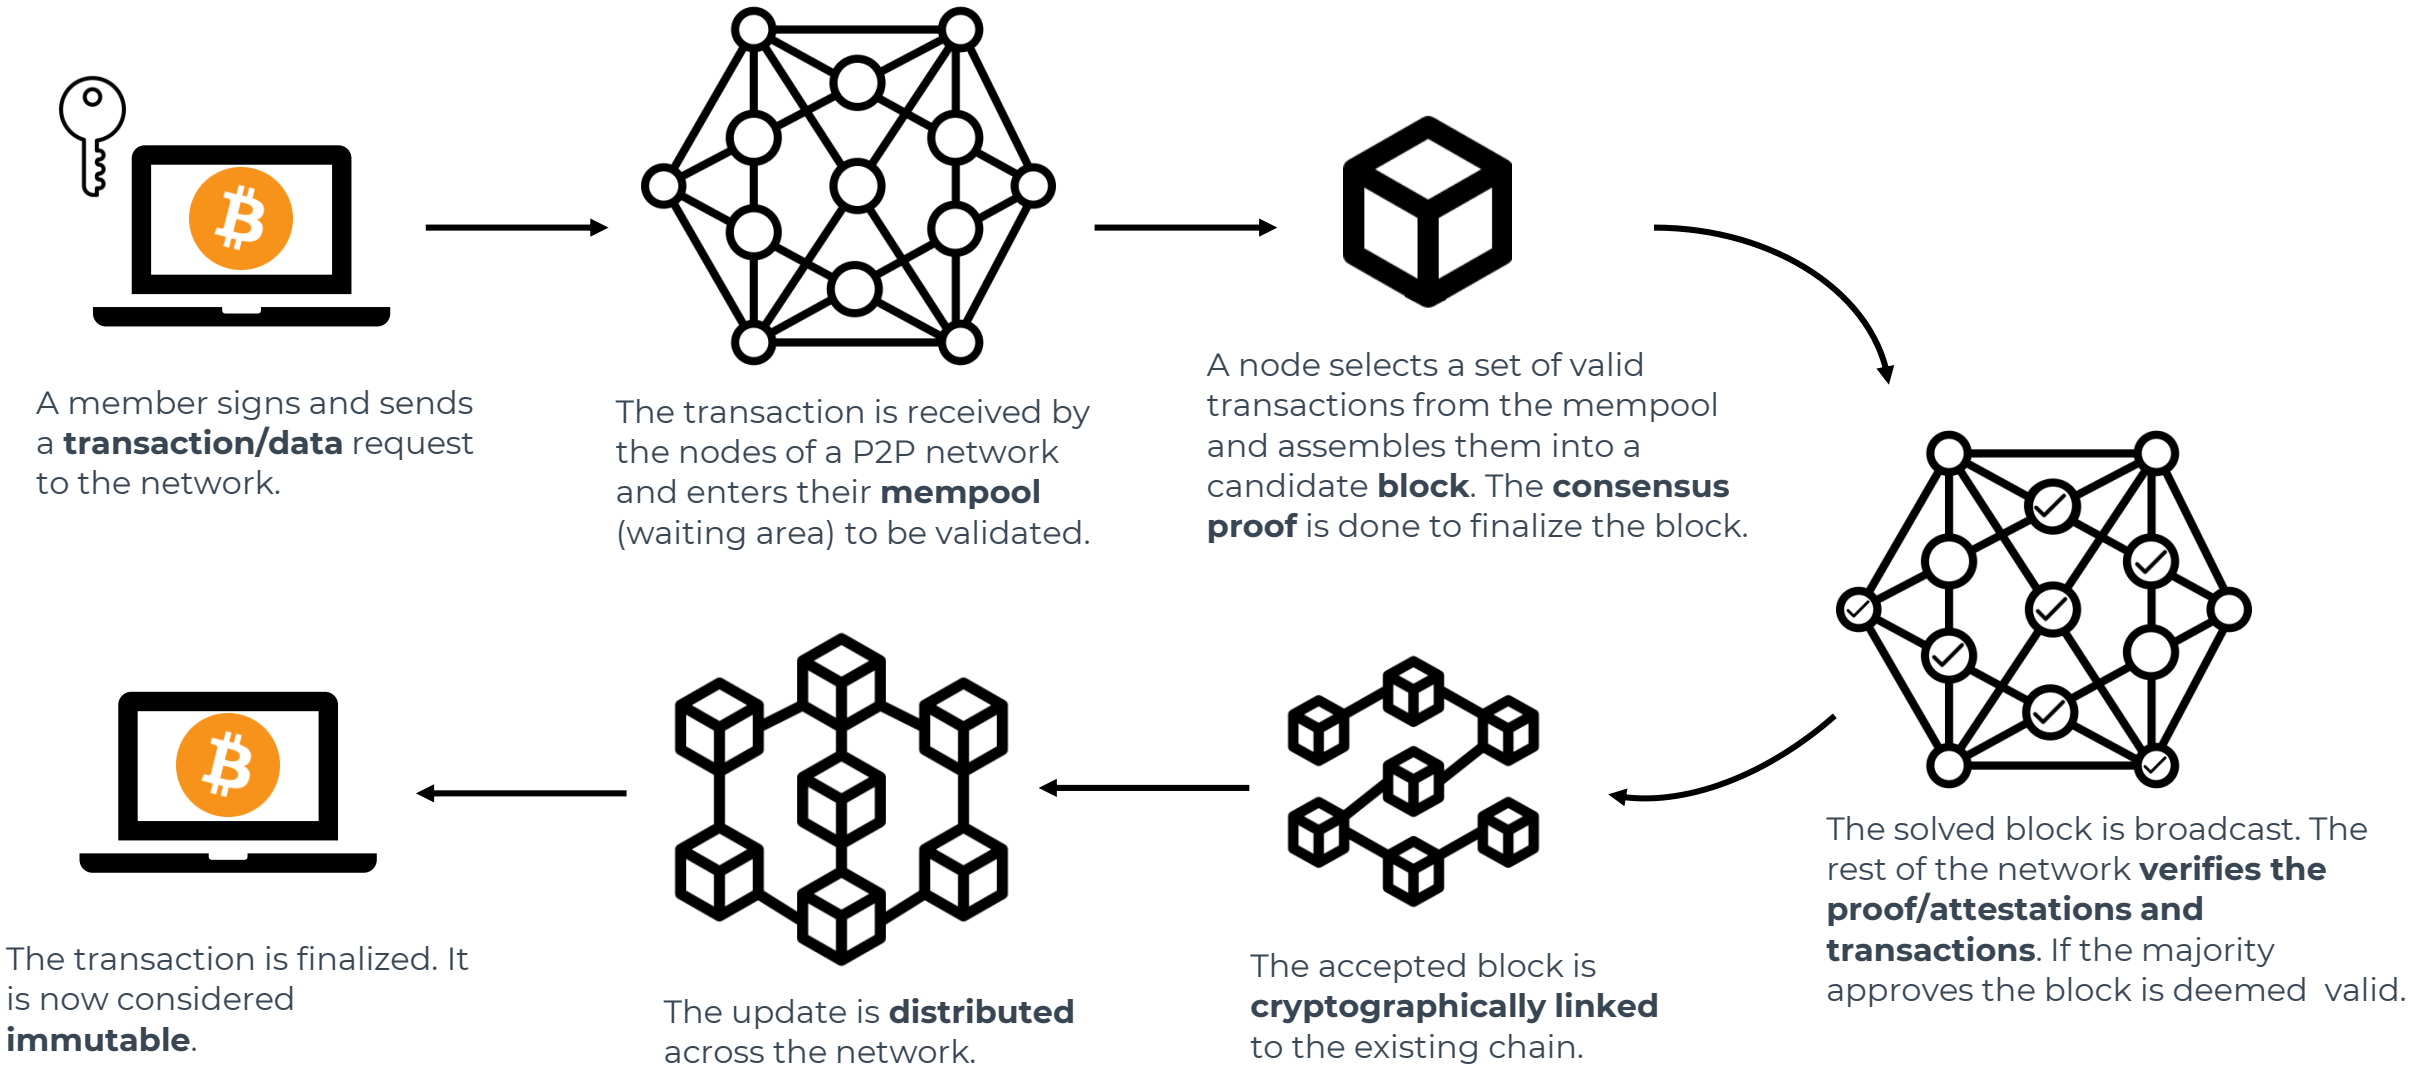 A member signs and sends
a transaction/data request
to the network.
The transaction is received by
the nodes of a P2P network
and enters their mempool
(waiting area) to be validated.
A node selects a set of valid
transactions from the mempool
and assembles them into a
candidate block. The consensus
proof is done to finalize the block.
The solved block is broadcast. The
rest of the network verifies the
proof/attestations and
transactions. If the majority
approves the block is deemed  valid.
The accepted block is
cryptographically linked
to the existing chain.
The update is distributed
across the network.
The transaction is finalized. It
is now considered
immutable.